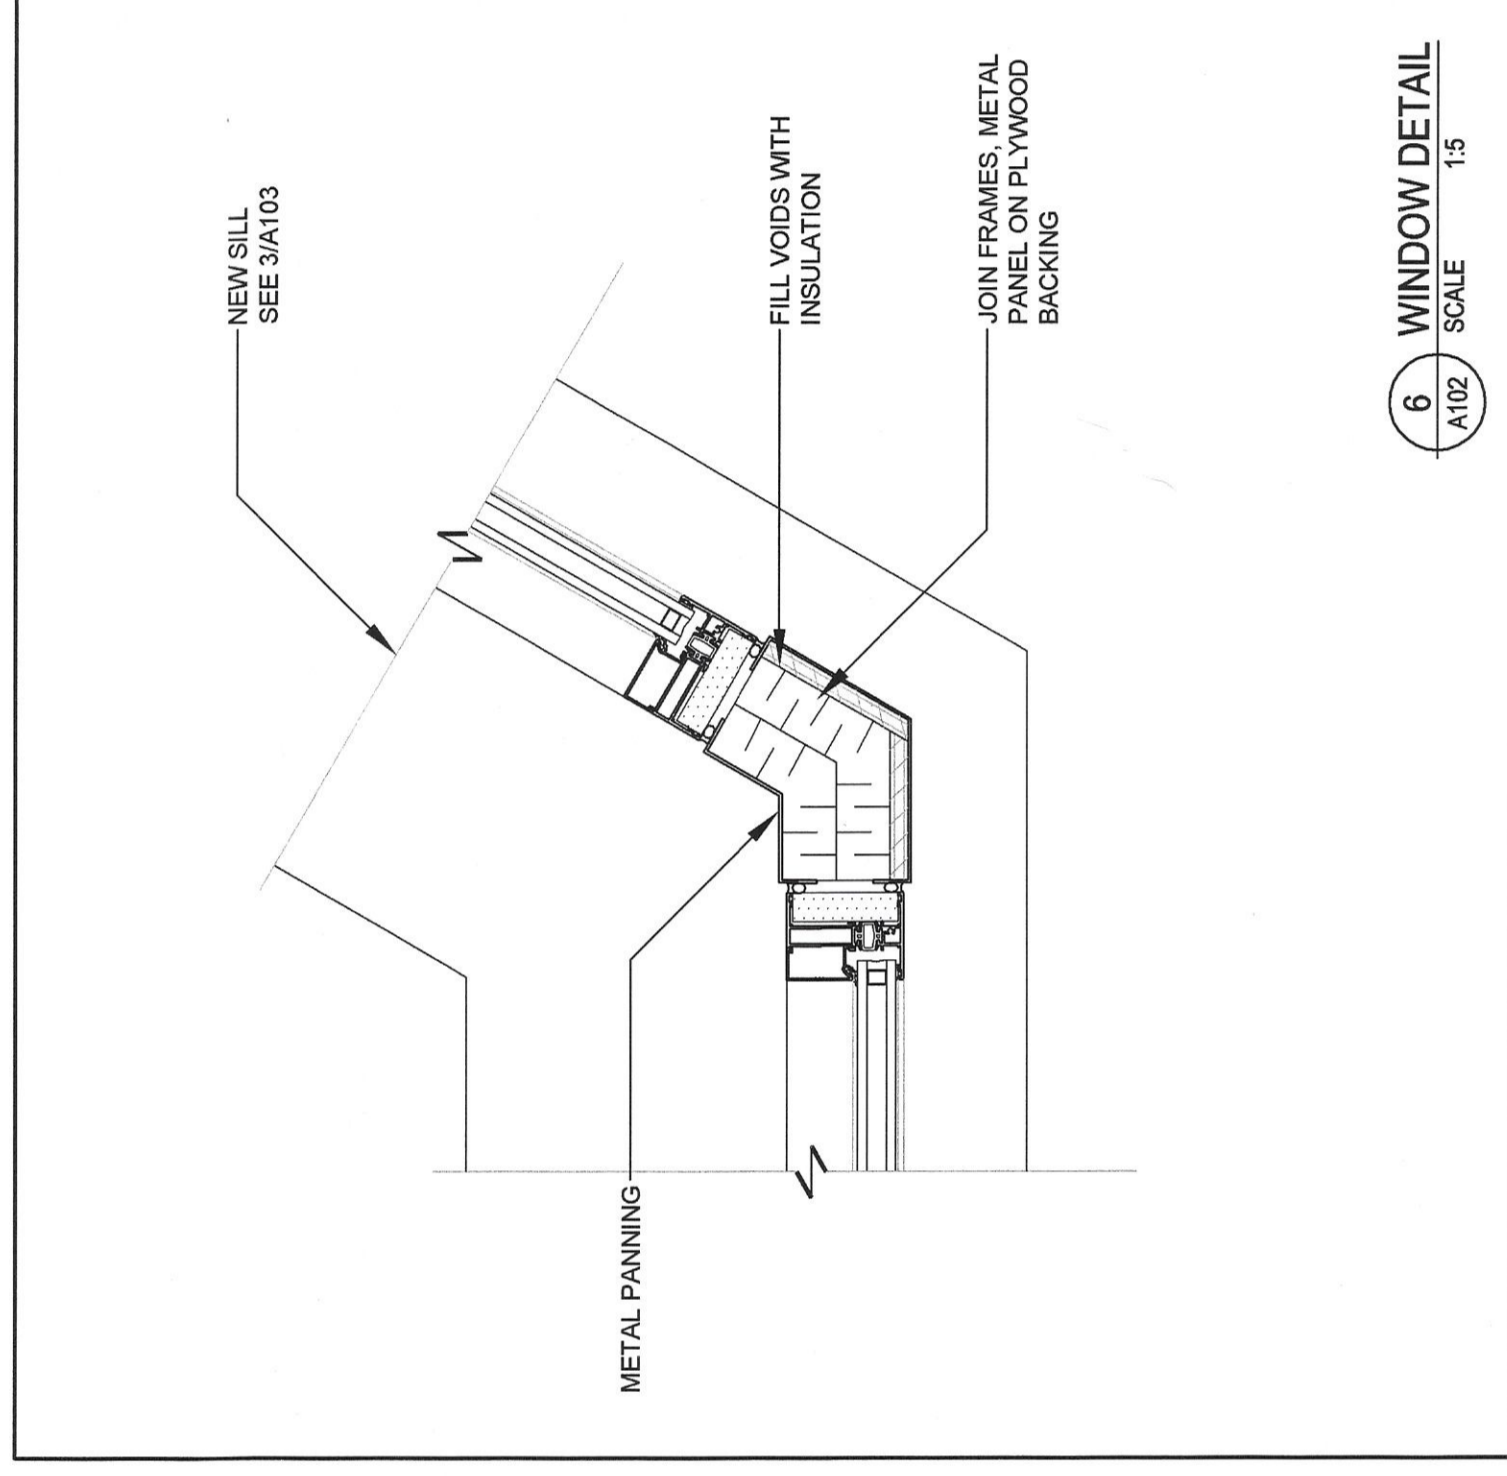 METAL PANNING
NEW SILL
SEE 3/A103
FILL VOIDS WITH
INSULATION
JOIN FRAMES, METAL
PANEL ON PLYWOOD
BACKING
6
A102
WINDOW DETAIL
SCALE 1:5